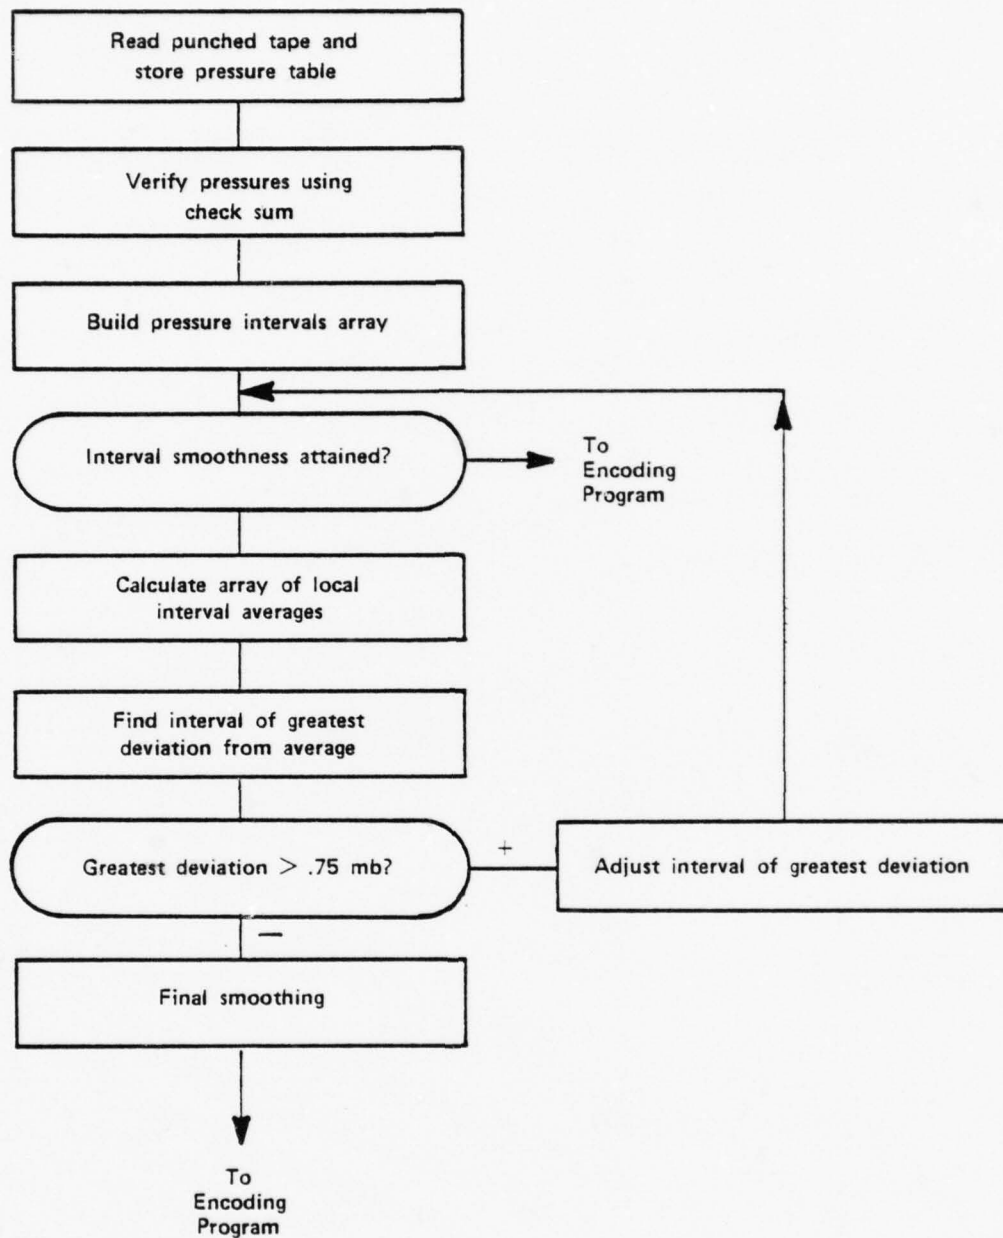 Read punched tape and
store pressure table
Verify pressures using
check sum
Build pressure intervals array
Interval smoothness attained?
To
Encoding
Program
Calculate array of local
interval averages
Find interval of greatest
deviation from average
Greatest deviation > .75 mb?
+
Adjust interval of greatest deviation
—
Final smoothing
To
Encoding
Program